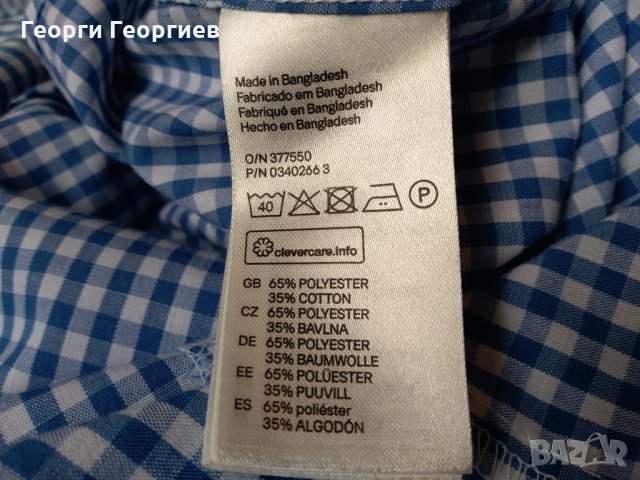 Георги Георгиев
Made in Bangladesh
Fabricado em Bangladesh
Fabriqué en Bangladesh
Hecho en Bangladesh
O/N 377550
P/N 0340266 3
40
P
clevercare.info
GB 65% POLYESTER
35% COTTON
CZ 65% POLYESTER
35% BAVLNA
DE 65% POLYESTER
35% BAUMWOLLE
EE 65% POLÜESTER
35% PUUVILL
ES 65% poliéster
35% ALGODÓN
BAZAR